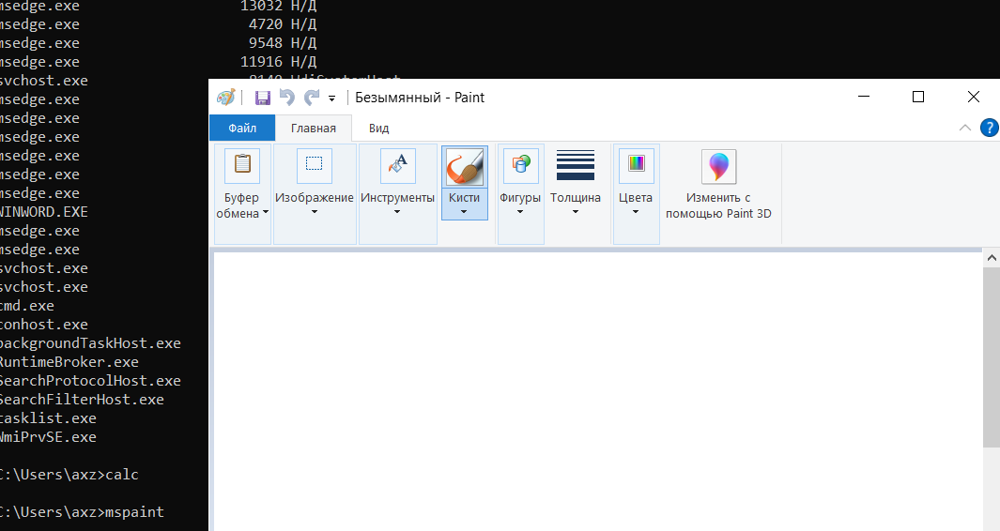 msedge.exe 13032 Н/Д
msedge.exe 4720 Н/Д
msedge.exe 9548 Н/Д
msedge.exe 11916 Н/Д
svchost.exe 8140 WdiSystemHost
msedge.exe
msedge.exe
msedge.exe
msedge.exe
msedge.exe
msedge.exe
WINWORD.EXE
msedge.exe
msedge.exe
svchost.exe
svchost.exe
cmd.exe
conhost.exe
backgroundTaskHost.exe
RuntimeBroker.exe
SearchProtocolHost.exe
SearchFilterHost.exe
tasklist.exe
WmiPrvSE.exe
C:\Users\axz>calc
C:\Users\axz>mspaint
Безымянный - Paint
Файл Главная Вид
?
Буфер
обмена
Изображение
Инструменты
Кисти
Фигуры
Толщина
Цвета
Изменить с
помощью Paint 3D